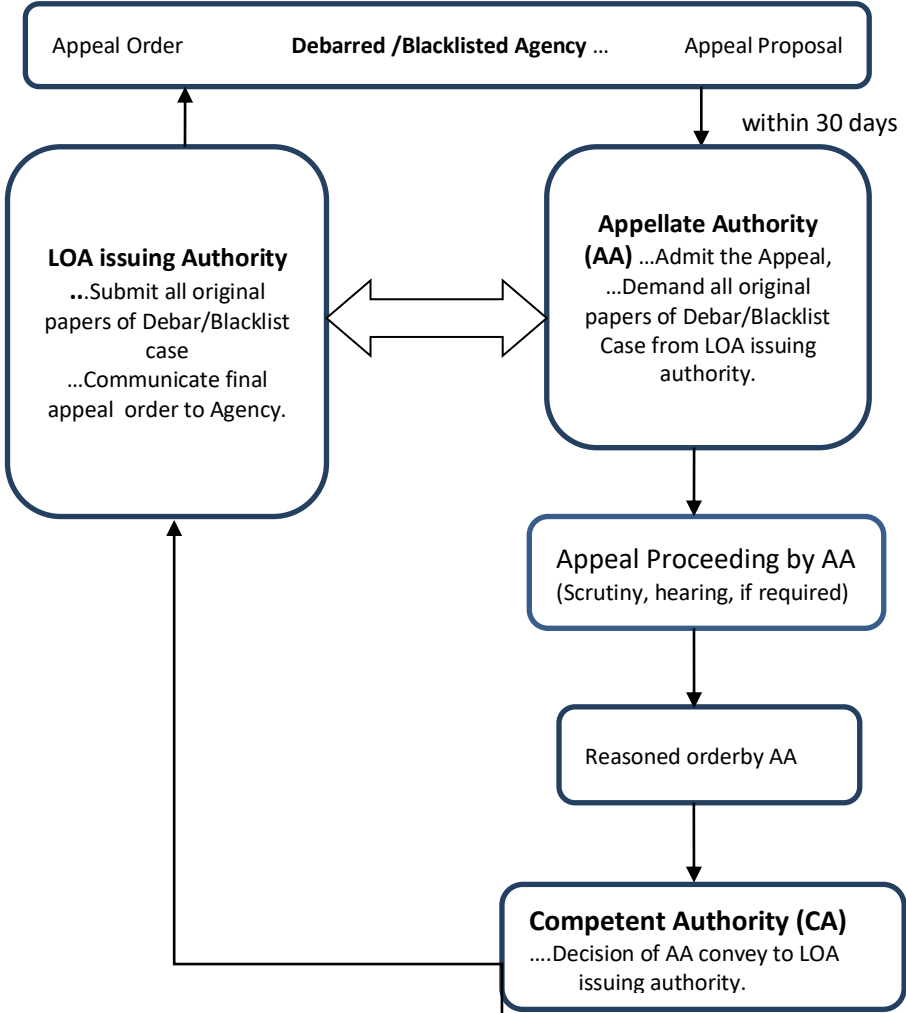 Appeal Order Debarred /Blacklisted Agency ... Appeal Proposal
within 30 days
LOA issuing Authority
...Submit all original
papers of Debar/Blacklist
case
...Communicate final
appeal order to Agency.
Appellate Authority
(AA) ...Admit the Appeal,
...Demand all original
papers of Debar/Blacklist
Case from LOA issuing
authority.
Appeal Proceeding by AA
(Scrutiny, hearing, if required)
Reasoned orderby AA
Competent Authority (CA)
....Decision of AA convey to LOA
issuing authority.